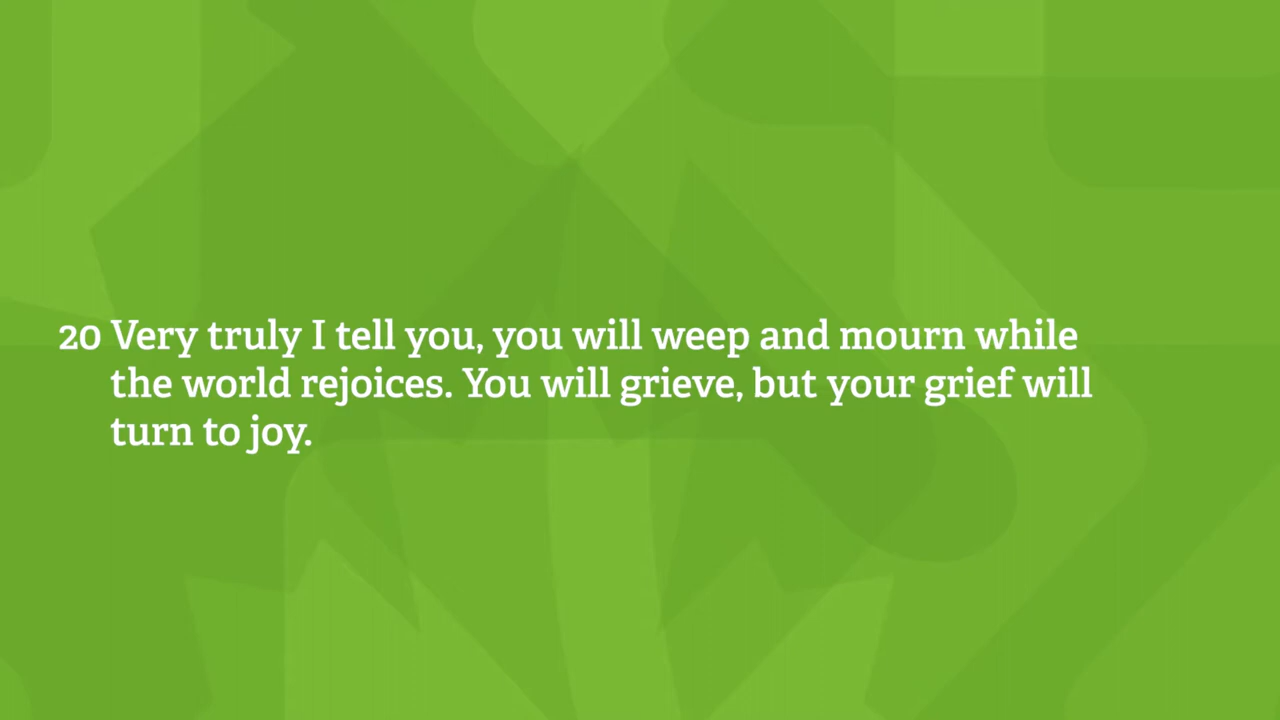 20 Very truly I tell you, you will weep and mourn while
the world rejoices. You will grieve, but your grief will
turn to joy.